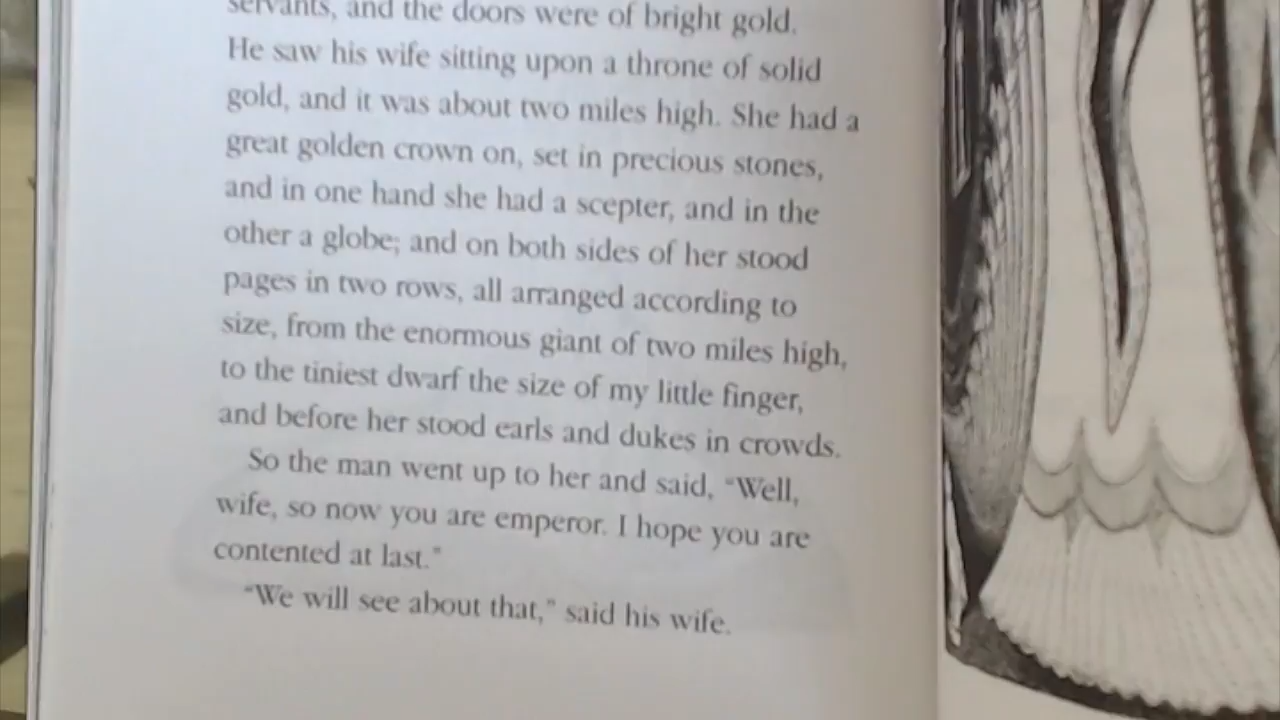 servants, and the doors were of bright gold.
He saw his wife sitting upon a throne of solid
gold, and it was about two miles high. She had a
great golden crown on, set in precious stones,
and in one hand she had a scepter, and in the
other a globe; and on both sides of her stood
pages in two rows, all arranged according to
size, from the enormous giant of two miles high,
to the tiniest dwarf the size of my little finger,
and before her stood earls and dukes in crowds.
So the man went up to her and said, “Well,
wife, so now you are emperor. I hope you are
contented at last.”
“We will see about that,” said his wife.